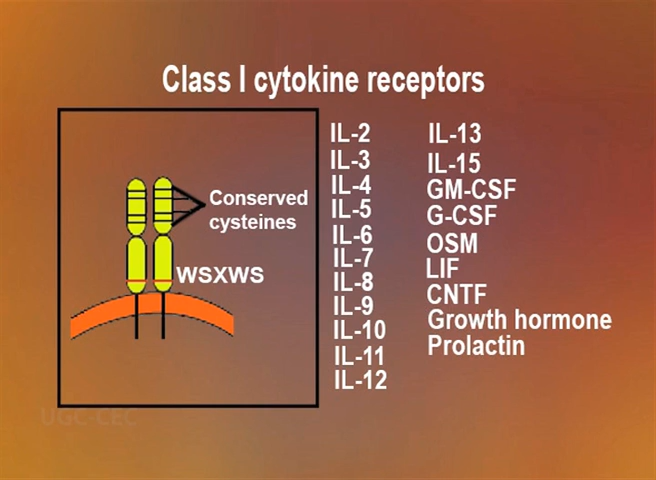 Class I cytokine receptors
Conserved
cysteines
WSXWS
IL-2
IL-3
IL-4
IL-5
IL-6
IL-7
IL-8
IL-9
IL-10
IL-11
IL-12
IL-13
IL-15
GM-CSF
G-CSF
OSM
LIF
CNTF
Growth hormone
Prolactin
UGC-CEC